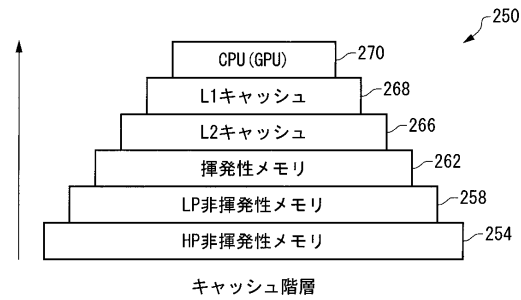 250
CPU(GPU) 270
L1キャッシュ 268
L2キャッシュ 266
揮発性メモリ 262
LP非揮発性メモリ 258
HP非揮発性メモリ 254
キャッシュ階層